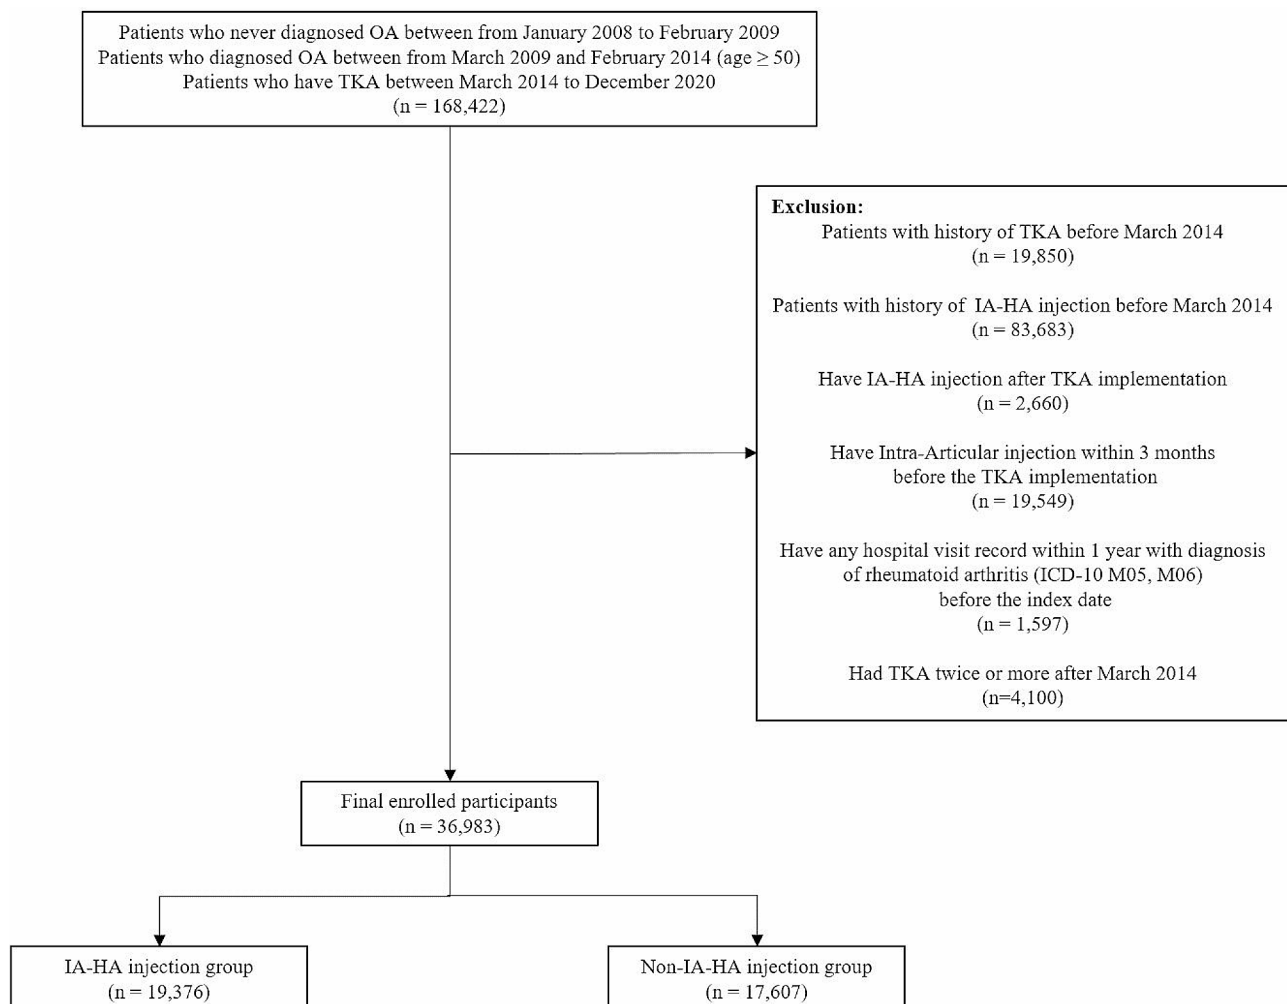 Patients who never diagnosed OA between from January 2008 to February 2009
Patients who diagnosed OA between from March 2009 and February 2014 (age ≥ 50)
Patients who have TKA between March 2014 to December 2020
(n = 168,422)
Exclusion:
Patients with history of TKA before March 2014
(n = 19,850)
Patients with history of  IA-HA injection before March 2014
(n = 83,683)
Have IA-HA injection after TKA implementation
(n = 2,660)
Have Intra-Articular injection within 3 months
before the TKA implementation
(n = 19,549)
Have any hospital visit record within 1 year with diagnosis
of rheumatoid arthritis (ICD-10 M05, M06)
before the index date
(n = 1,597)
Had TKA twice or more after March 2014
(n=4,100)
Final enrolled participants
(n = 36,983)
IA-HA injection group
(n = 19,376)
Non-IA-HA injection group
(n = 17,607)